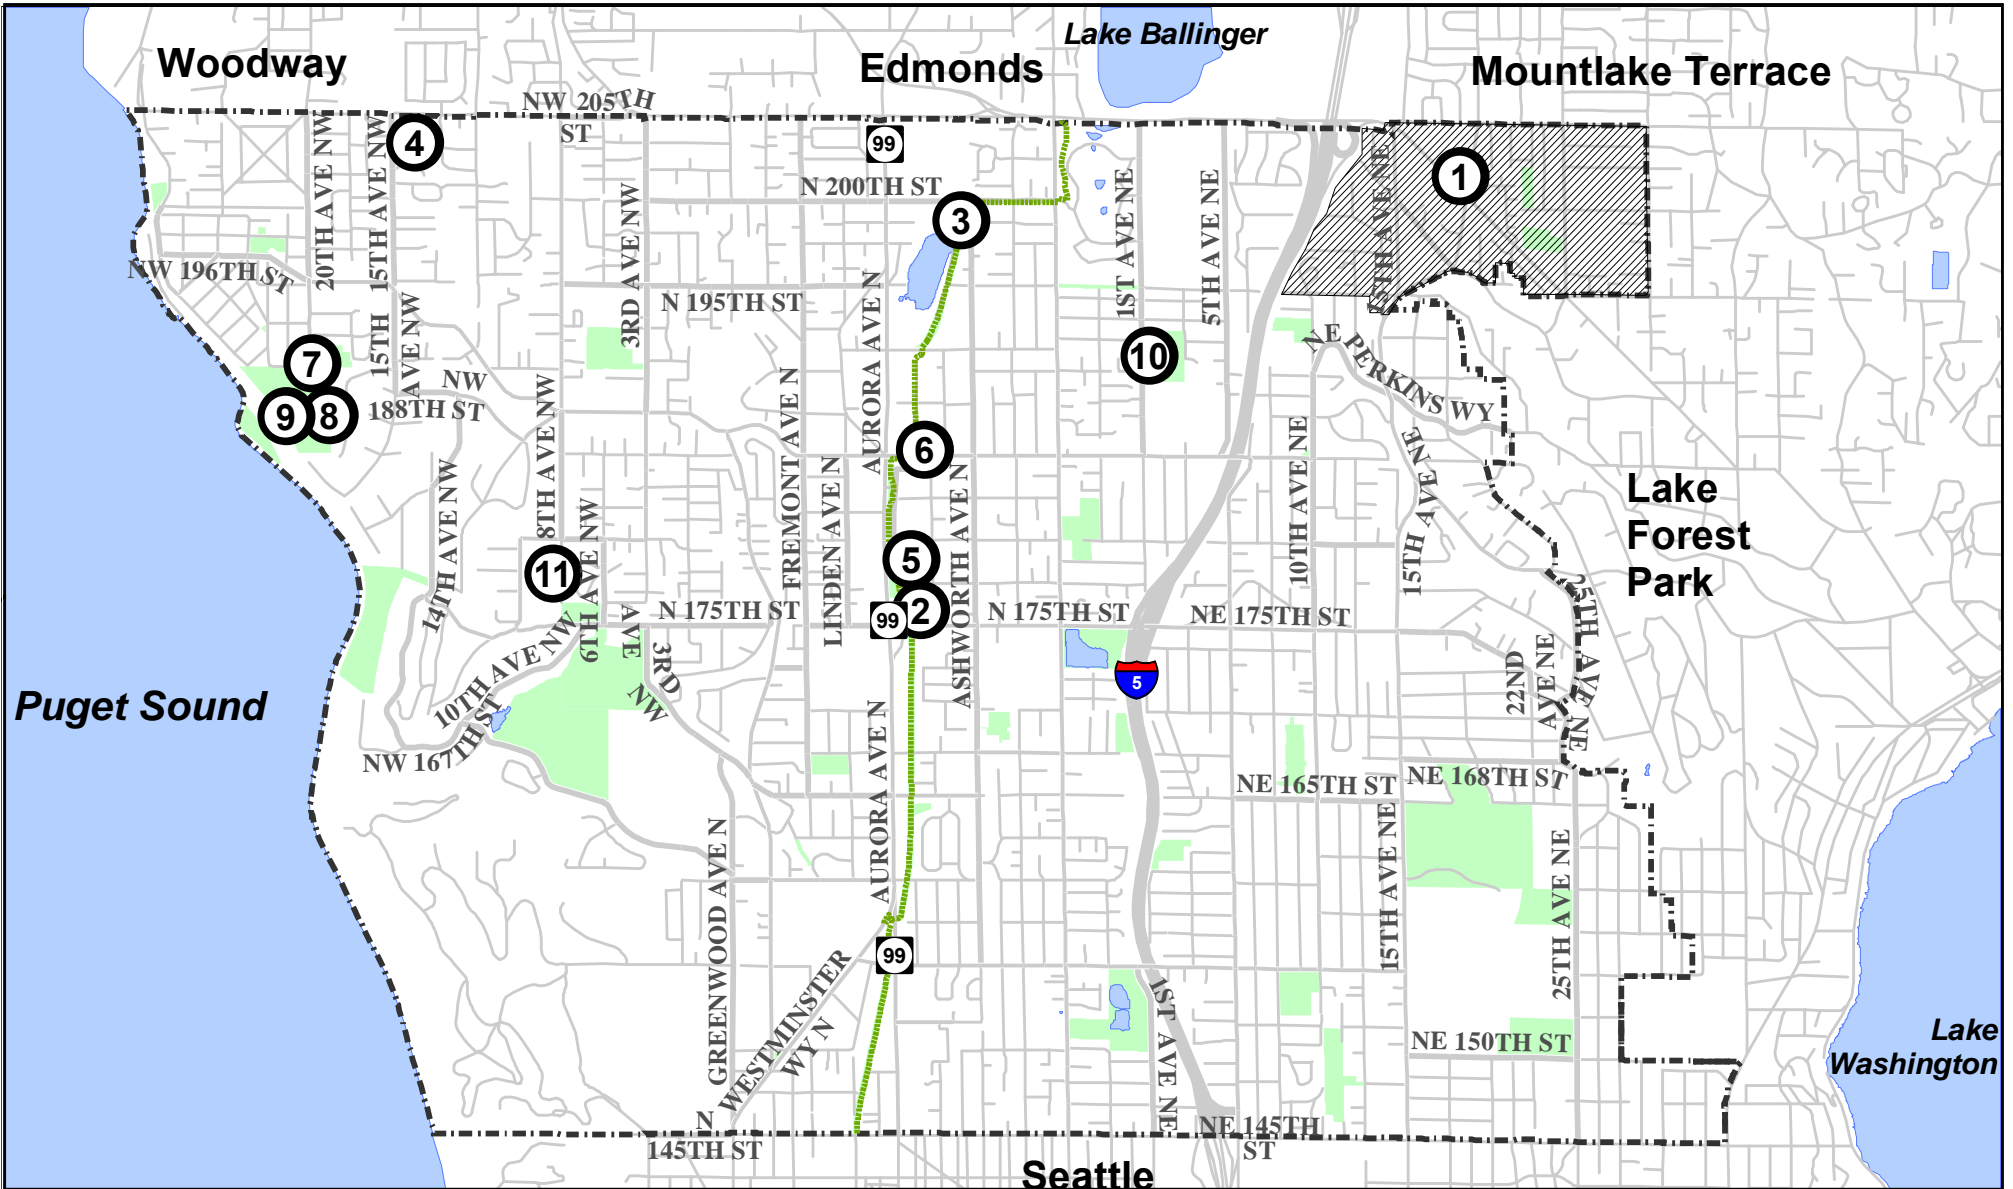 Lake Ballinger
Woodway
Edmonds
Mountlake Terrace
NW 205TH
ST
4
99
1
20TH AVE NW
15TH AVE NW
3RD AVE NW
N 200TH ST
3
1ST AVE NE
5TH AVE NE
15TH AVE NE
NW 196TH ST
N 195TH ST
AURORA AVE N
15TH
AVE NW
7
9
8
NW
188TH ST
10
NE PERKINS WY
8TH AVE NW
FREMONT AVE N
LINDEN AVE N
6
ASHWORTH AVE N
10TH AVE NE
15TH AVE NE
Lake
Forest
Park
14TH AVE NW
6TH AVE NW
11
5
2
99
N 175TH ST
N 175TH ST
NE 175TH ST
25TH AVE NE
3RD
AVE
NW
10TH AVE NW
NW 167TH ST
5
22ND
AVE NE
Puget Sound
AURORA AVE N
NE 165TH ST
NE 168TH ST
GREENWOOD AVE N
15TH AVE NE
25TH AVE NE
99
WESTMINSTER
WY N
1ST AVE NE
NE 150TH ST
Lake
Washington
N
145TH ST
NE 145TH
ST
Seattle